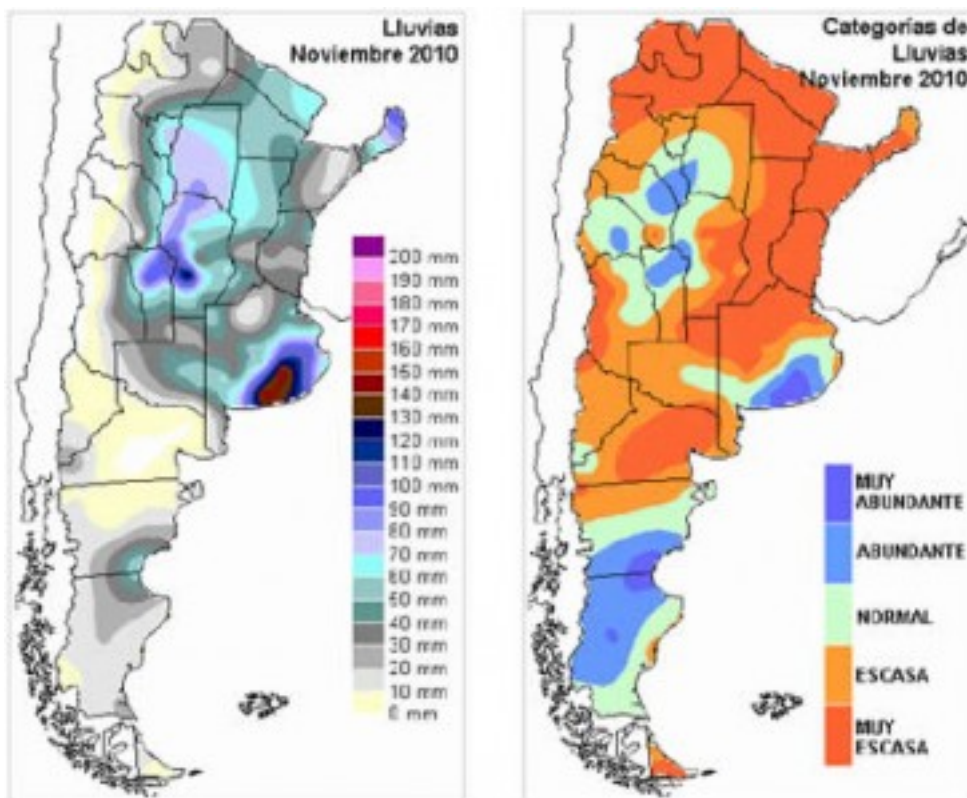 Lluvias
Noviembre 2010
200 mm
190 mm
180 mm
170 mm
160 mm
150 mm
140 mm
130 mm
120 mm
110 mm
100 mm
90 mm
80 mm
70 mm
60 mm
50 mm
40 mm
30 mm
20 mm
10 mm
0 mm
Categorías de
Lluvias
Noviembre 2010
MUY
ABUNDANTE
ABUNDANTE
NORMAL
ESCASA
MUY
ESCASA